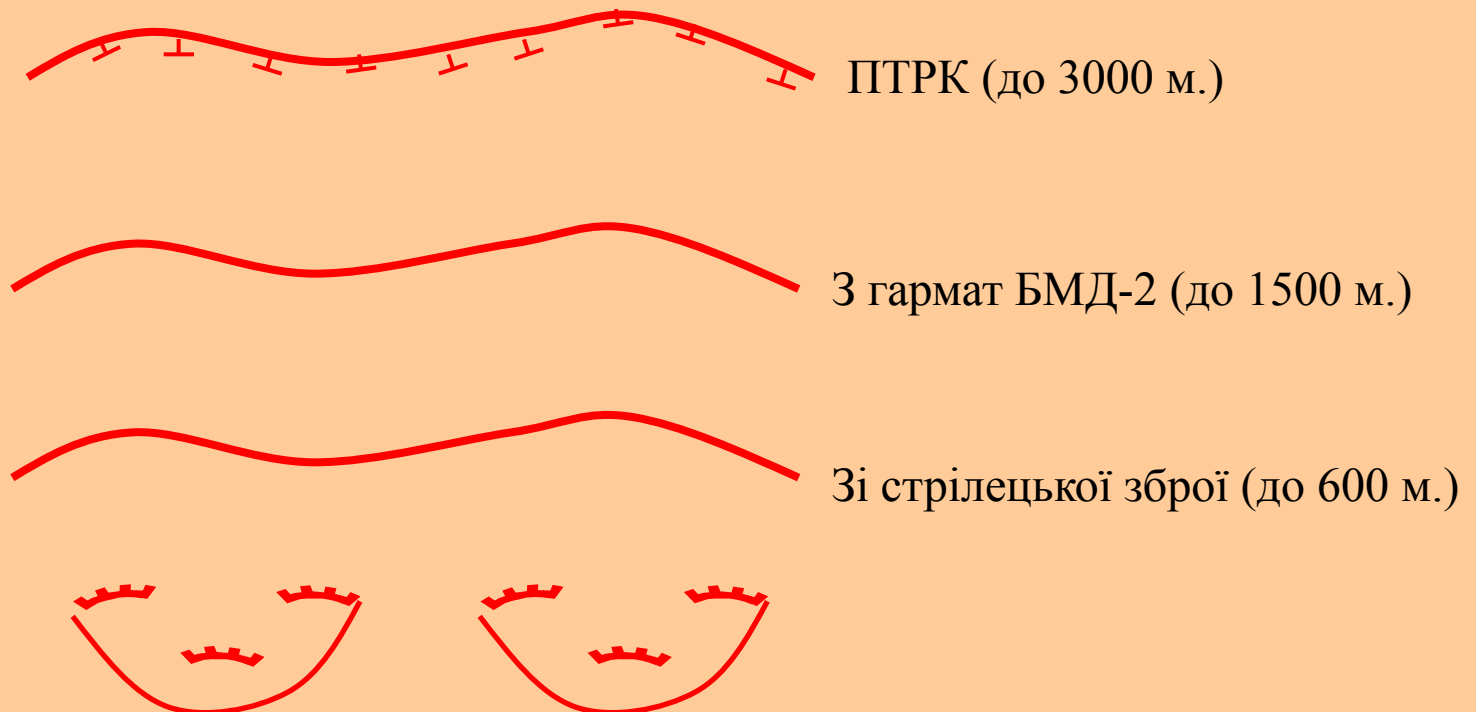 ПТРК (до 3000 м.)
З гармат БМД-2 (до 1500 м.)
Зі стрілецької зброї (до 600 м.)